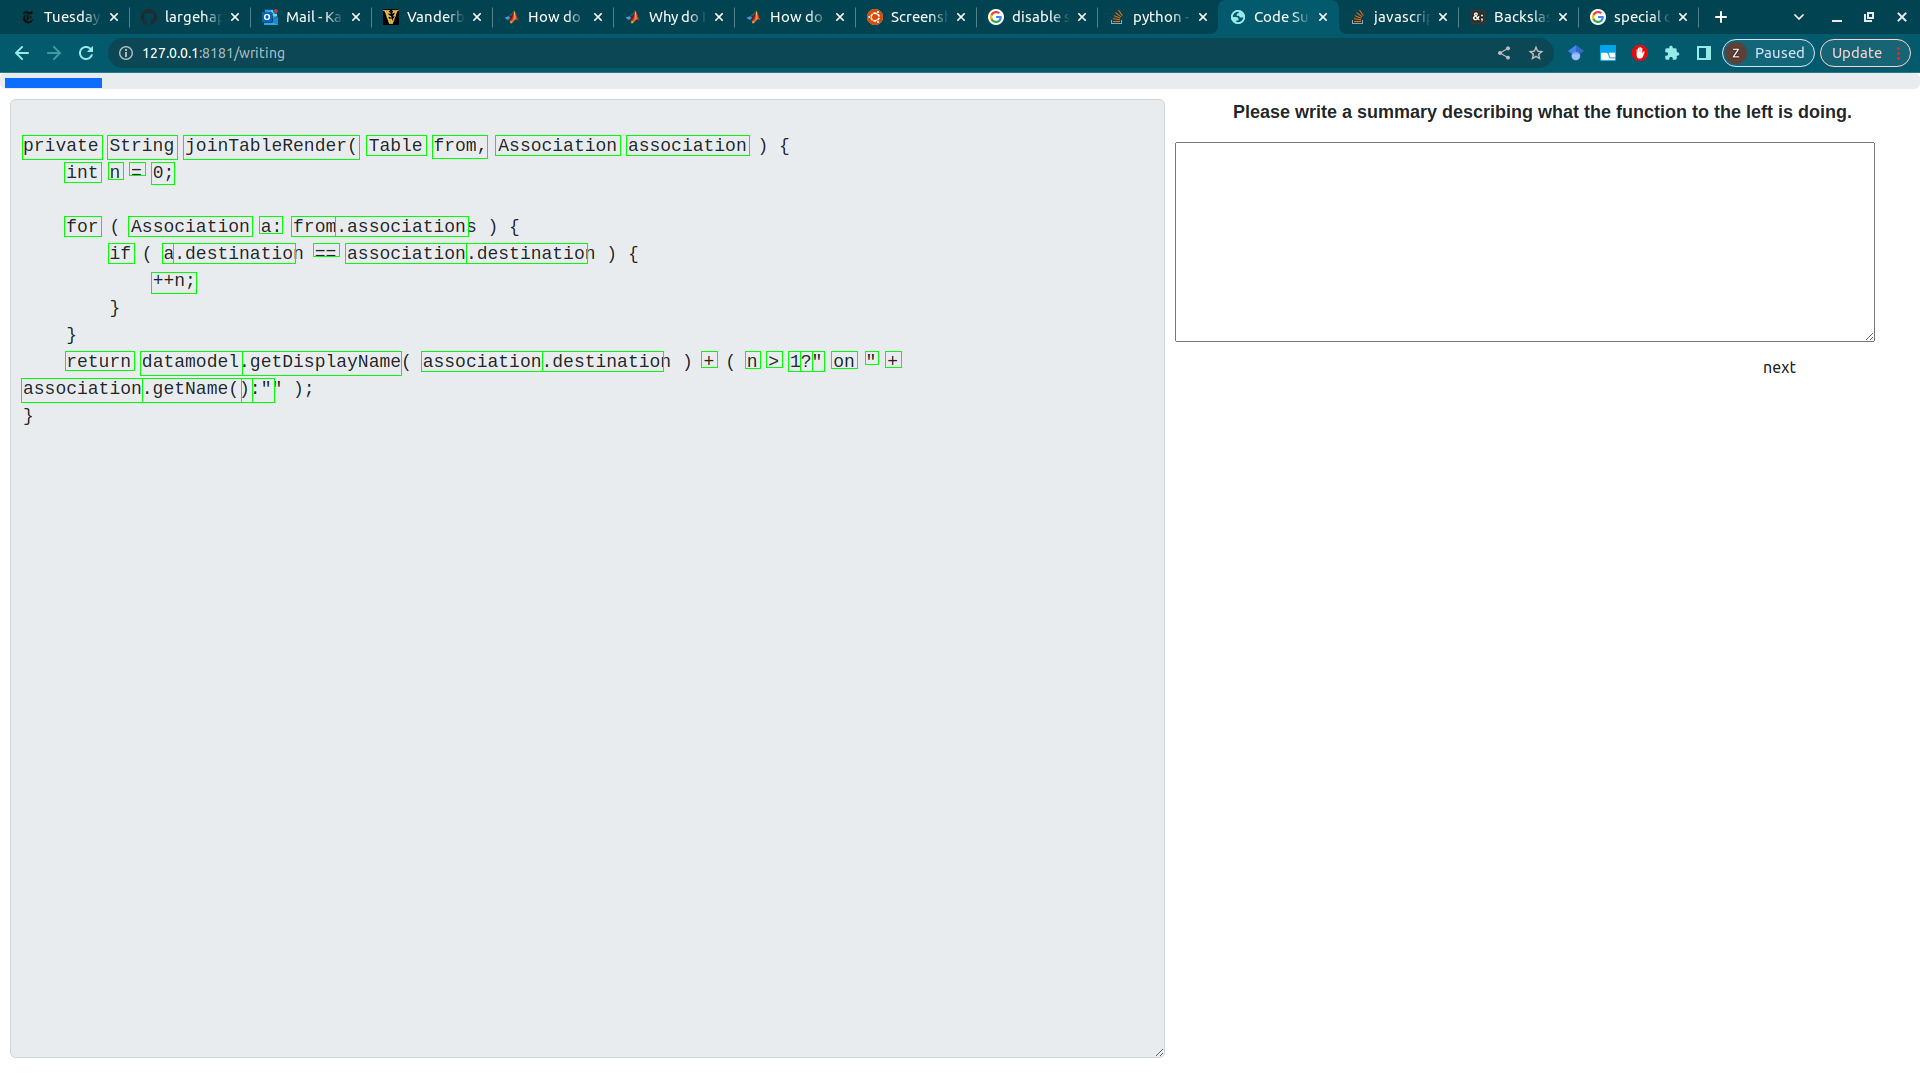 Tuesday
largehap
Mail - Ka
Vanderb
How do
Why do
How do
Screens
disable s
python -
Code Su
javascri
Backslas
special c
127.0.0.1:8181/writing
Z Paused
Update
private String joinTableRender( Table from, Association association ) {
int n = 0;
for ( Association a: from.associations ) {
if ( a.destination == association.destination ) {
++n;
}
}
return datamodel.getDisplayName( association.destination ) + ( n > 1?" on " +
association.getName():"" );
}
Please write a summary describing what the function to the left is doing.
next